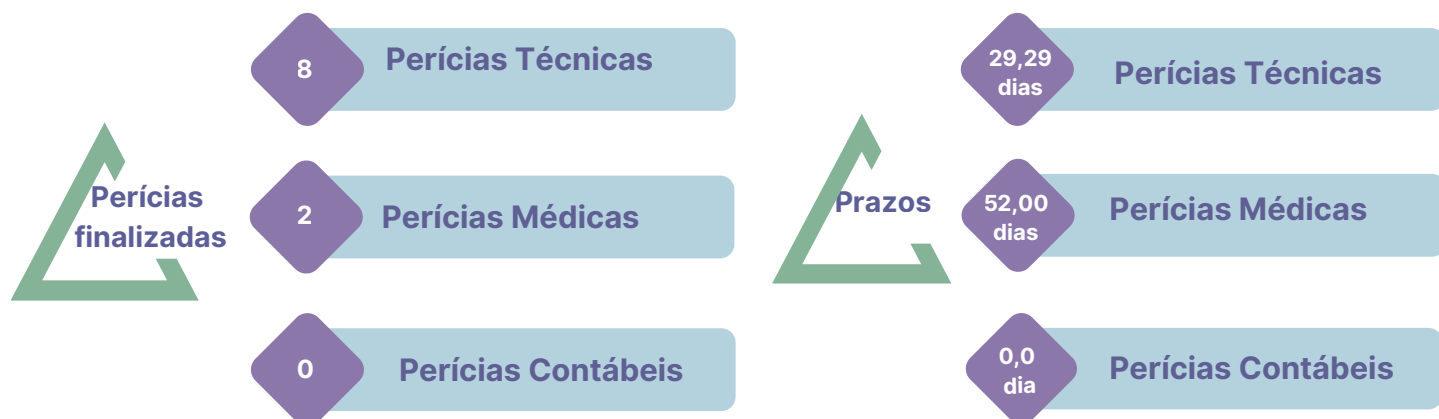 Perícias
finalizadas
8
Perícias Técnicas
2
Perícias Médicas
0
Perícias Contábeis
Prazos
29,29
dias
Perícias Técnicas
52,00
dias
Perícias Médicas
0,0
dia
Perícias Contábeis